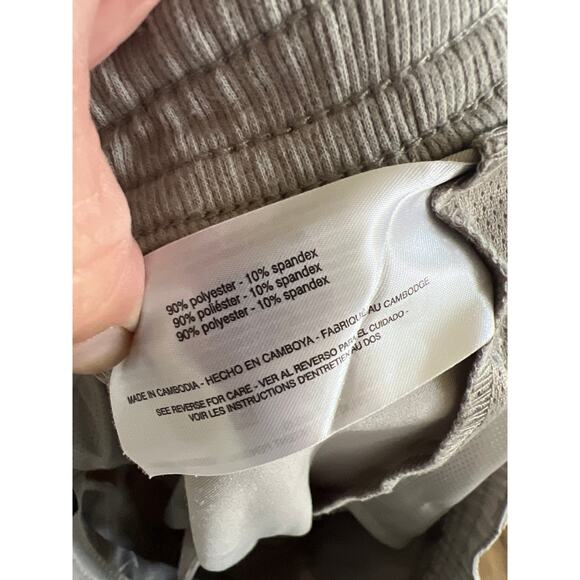 90% polyester - 10% spandex
90% poliéster - 10% spandex
90% polyester - 10% spandex
MADE IN CAMBODIA - HECHO EN CAMBOYA - FABRIQUÉ AU CAMBODGE
SEE REVERSE FOR CARE - VER AL REVERSO PARA EL CUIDADO -
VOIR LES INSTRUCTIONS D'ENTRETIEN AU DOS